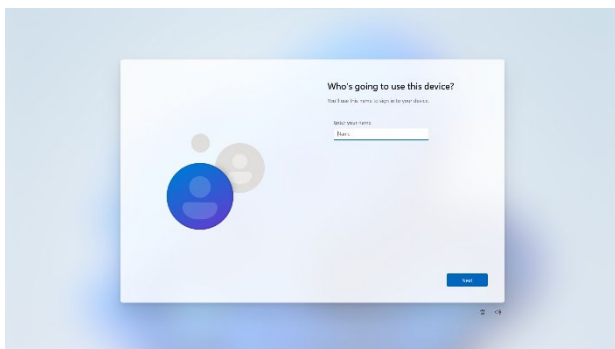 Who's going to use this device?
You'll use this name to sign in to your device.
Enter your name
Name
Next